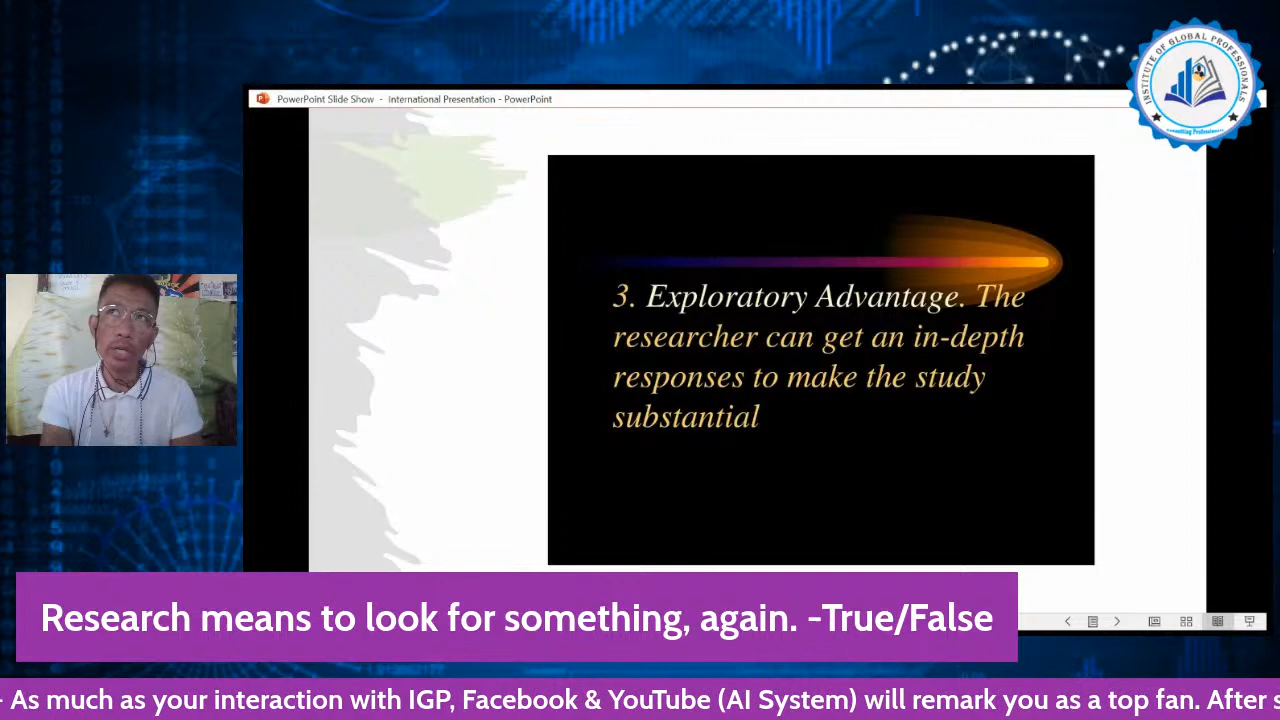 INSTITUTE OF GLOBAL PROFESSIONALS
PowerPoint Slide Show - International Presentation - PowerPoint
3. Exploratory Advantage. The
researcher can get an in-depth
responses to make the study
substantial
Research means to look for something, again. -True/False
- As much as your interaction with IGP, Facebook & YouTube (AI System) will remark you as a top fan. After s